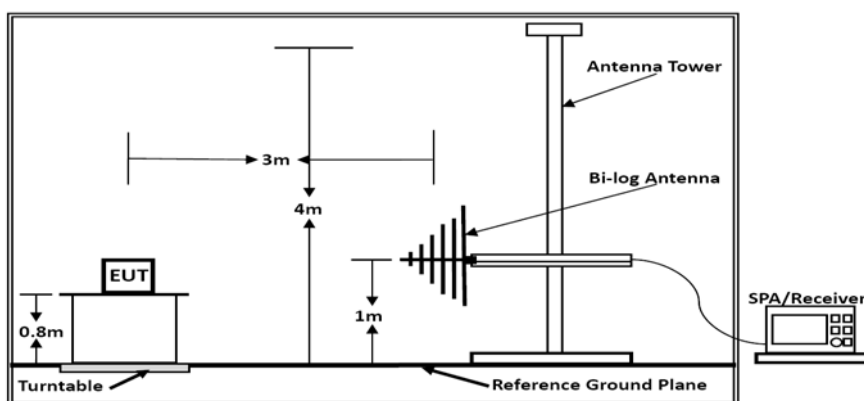 Antenna Tower
3m
Bi-log Antenna
4m
EUT
SPA/Receiver
0.8m
1m
Turntable
Reference Ground Plane